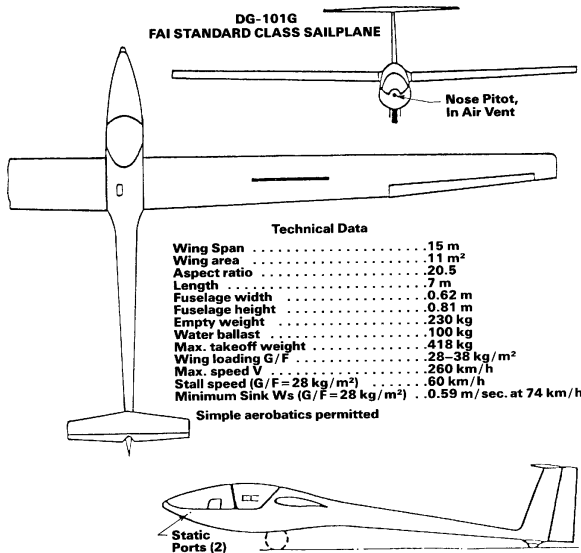 DG-101G
FAI STANDARD CLASS SAILPLANE
Nose Pitot,
In Air Vent
Technical Data
Wing Span . . . . . . . . . . . . . . . . . . . . . 15 m
Wing area . . . . . . . . . . . . . . . . . . . . . 11 m²
Aspect ratio . . . . . . . . . . . . . . . . . . . 20.5
Length . . . . . . . . . . . . . . . . . . . . . . . 7 m
Fuselage width . . . . . . . . . . . . . . . . . 0.62 m
Fuselage height . . . . . . . . . . . . . . . . 0.81 m
Empty weight . . . . . . . . . . . . . . . . . . 230 kg
Water ballast . . . . . . . . . . . . . . . . . . 100 kg
Max. takeoff weight . . . . . . . . . . . . . 418 kg
Wing loading G/F . . . . . . . . . . . . . . . 28–38 kg/m²
Max. speed V . . . . . . . . . . . . . . . . . . 260 km/h
Stall speed (G/F = 28 kg/m²) . . . . . . 60 km/h
Minimum Sink Ws (G/F = 28 kg/m²) . . 0.59 m/sec. at 74 km/h
Simple aerobatics permitted
Static
Ports (2)